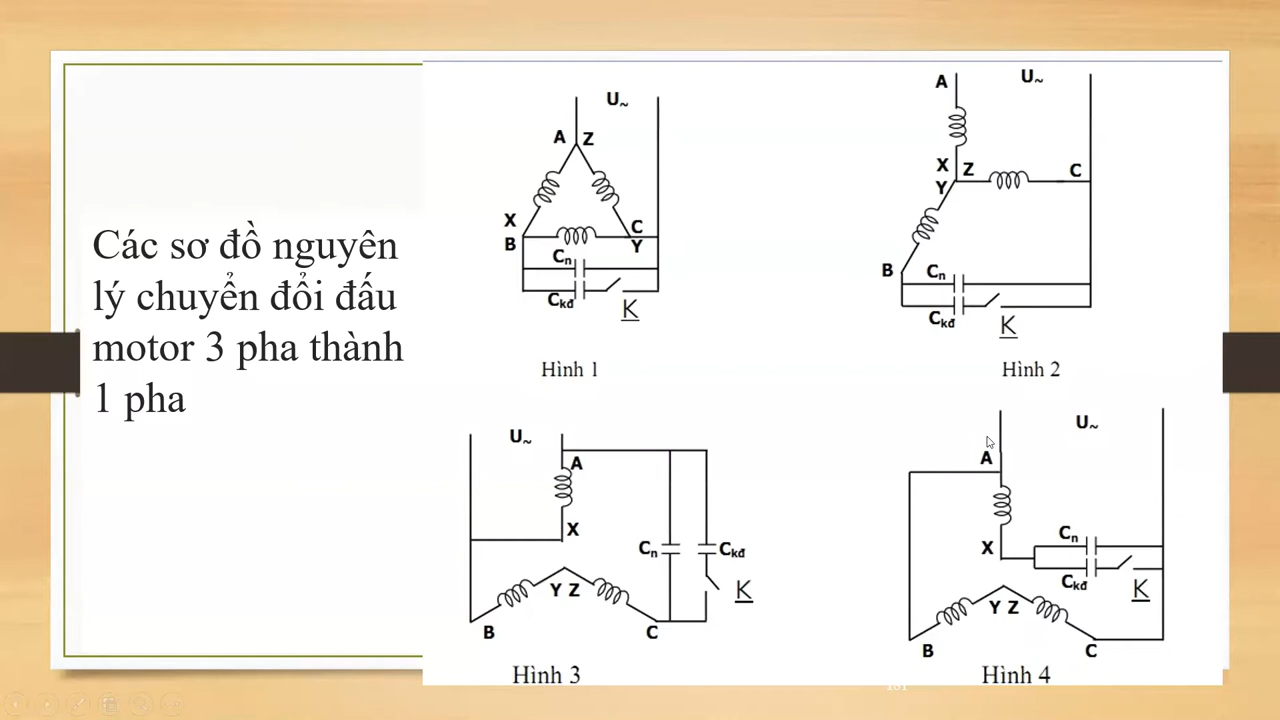 Các sơ đồ nguyên
lý chuyển đổi đấu
motor 3 pha thành
1 pha
U~
A Z
X
B
C
Y
Cn
Ckđ
K
Hình 1
A
U~
X Z
Y
C
B
Cn
Ckđ
K
Hình 2
U~
A
X
Cn
Ckđ
K
Y Z
B
C
Hình 3
U~
A
Cn
X
Ckđ
K
Y Z
B
C
Hình 4